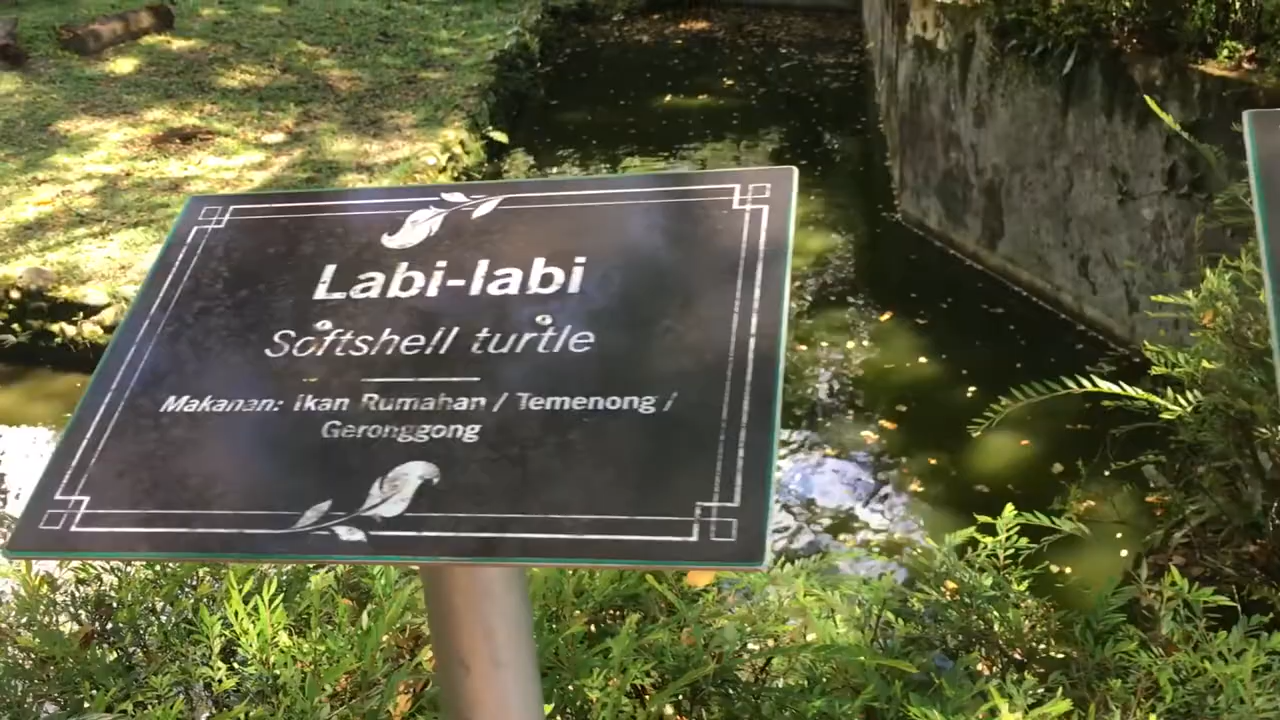 Labi-labi
Softshell turtle
Makanan: Ikan Rumahan / Temenong /
Geronggong